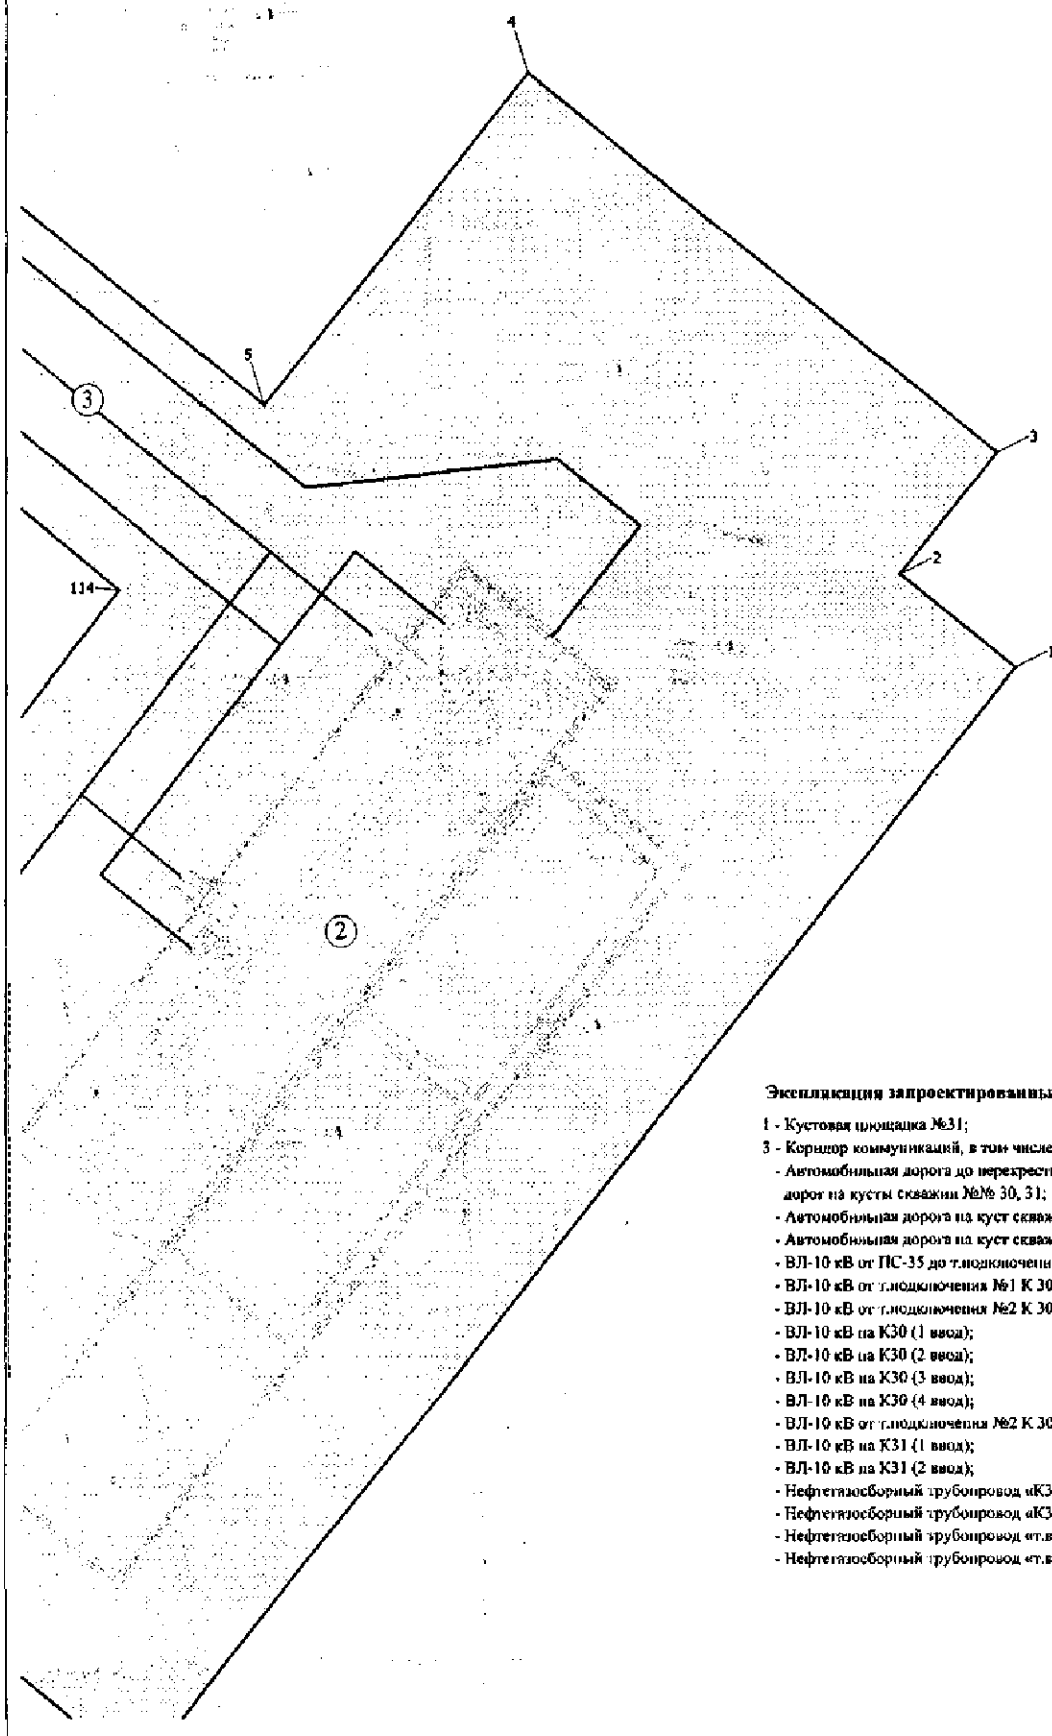 4
5
3
3
2
114
1
2
Экспликация запроектированны
1 - Кустовая площадка №31;
3 - Коридор коммуникаций, в том числе
- Автомобильная дорога до перекрест
дорог на кусты скважин №№ 30, 31;
- Автомобильная дорога на куст скваж
- Автомобильная дорога на куст скваж
- ВЛ-10 кВ от ПС-35 до т.подключени
- ВЛ-10 кВ от т.подключения №1 К 30
- ВЛ-10 кВ от т.подключения №2 К 30
- ВЛ-10 кВ на К30 (1 ввод);
- ВЛ-10 кВ на К30 (2 ввод);
- ВЛ-10 кВ на К30 (3 ввод);
- ВЛ-10 кВ на К30 (4 ввод);
- ВЛ-10 кВ от т.подключения №2 К 30
- ВЛ-10 кВ на К31 (1 ввод);
- ВЛ-10 кВ на К31 (2 ввод);
- Нефтегазосборный трубопровод «К3
- Нефтегазосборный трубопровод «К3
- Нефтегазосборный трубопровод «т.в
- Нефтегазосборный трубопровод «т.в